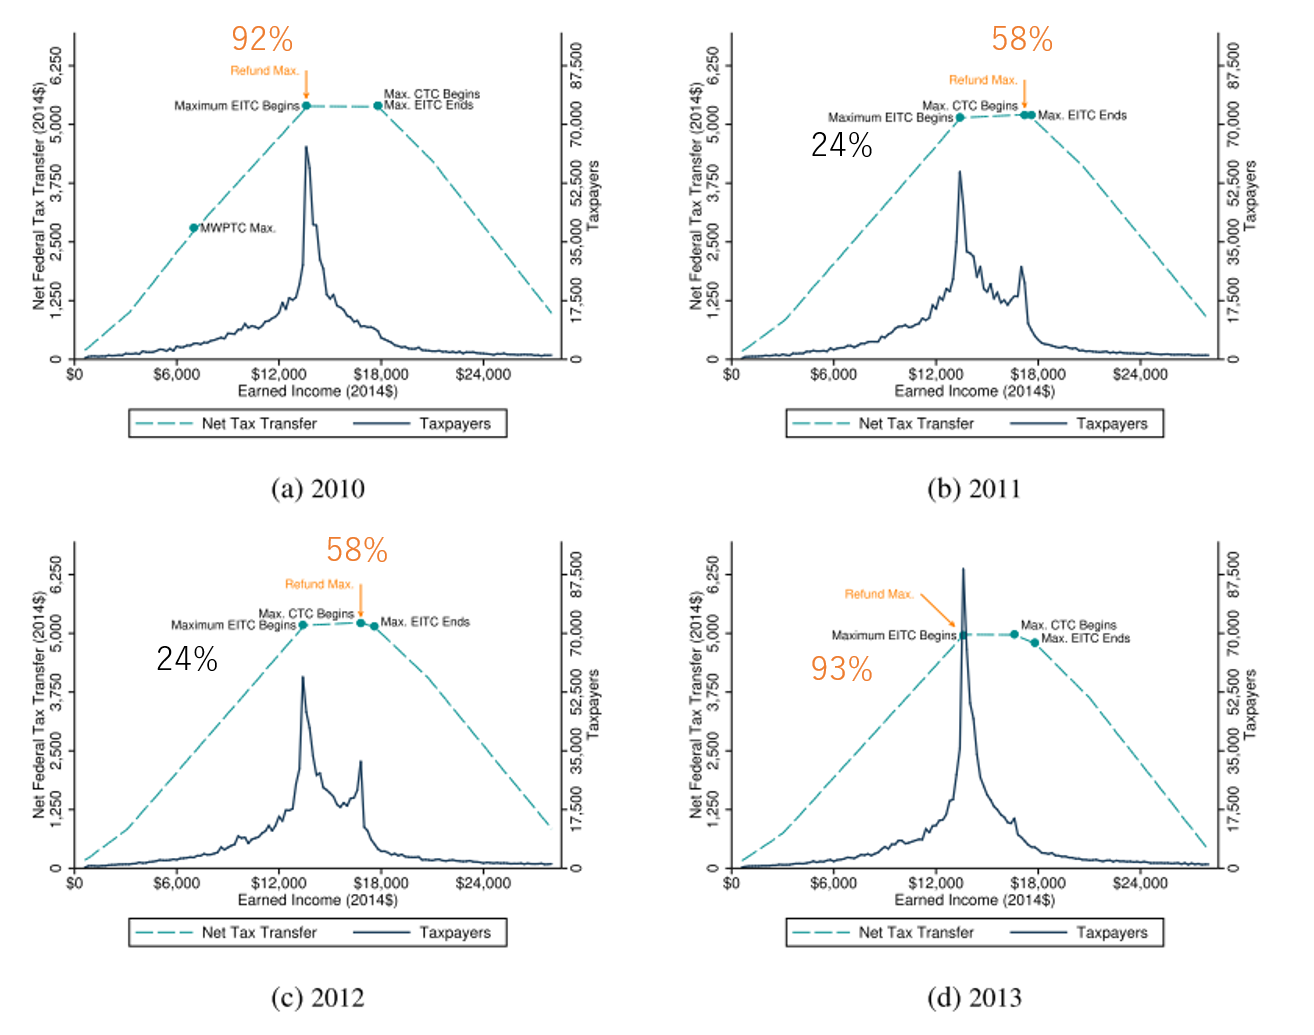 92%
Refund Max.
Max. CTC Begins
Maximum EITC Begins
Max. EITC Ends
MWPTC Max.
Net Federal Tax Transfer (2014$)
0
1,250
2,500
3,750
5,000
6,250
Taxpayers
0
17,500
35,000
52,500
70,000
87,500
$0
$6,000
$12,000
$18,000
$24,000
Earned Income (2014$)
Net Tax Transfer
Taxpayers
(a) 2010
58%
Refund Max.
Max. CTC Begins
Maximum EITC Begins
Max. EITC Ends
24%
Net Federal Tax Transfer (2014$)
0
1,250
2,500
3,750
5,000
6,250
Taxpayers
0
17,500
35,000
52,500
70,000
87,500
$0
$6,000
$12,000
$18,000
$24,000
Earned Income (2014$)
Net Tax Transfer
Taxpayers
(b) 2011
58%
Refund Max.
Max. CTC Begins
Maximum EITC Begins
Max. EITC Ends
24%
Net Federal Tax Transfer (2014$)
0
1,250
2,500
3,750
5,000
6,250
Taxpayers
0
17,500
35,000
52,500
70,000
87,500
$0
$6,000
$12,000
$18,000
$24,000
Earned Income (2014$)
Net Tax Transfer
Taxpayers
(c) 2012
Refund Max.
Max. CTC Begins
Maximum EITC Begins
Max. EITC Ends
93%
Net Federal Tax Transfer (2014$)
0
1,250
2,500
3,750
5,000
6,250
Taxpayers
0
17,500
35,000
52,500
70,000
87,500
$0
$6,000
$12,000
$18,000
$24,000
Earned Income (2014$)
Net Tax Transfer
Taxpayers
(d) 2013